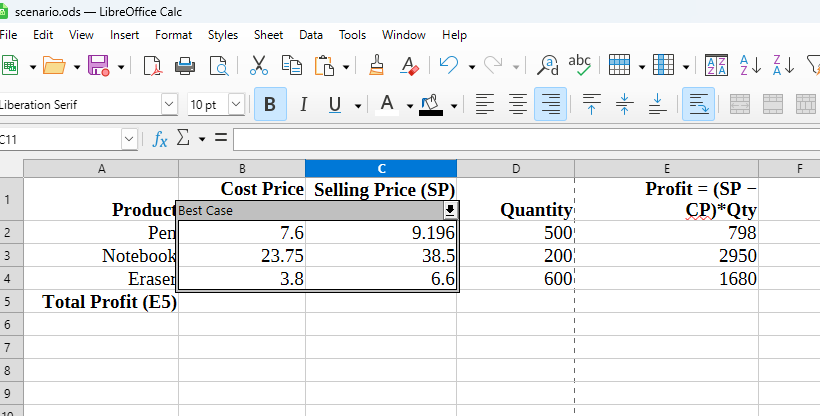 scenario.ods — LibreOffice Calc
File Edit View Insert Format Styles Sheet Data Tools Window Help
Liberation Serif 10 pt B I U A
C11 fx Σ =
A B C D E F
1 Product Cost Price Selling Price (SP) Quantity Profit = (SP −
CP)*Qty
Best Case
2 Pen 7.6 9.196 500 798
3 Notebook 23.75 38.5 200 2950
4 Eraser 3.8 6.6 600 1680
5 Total Profit (E5)
6
7
8
9
10